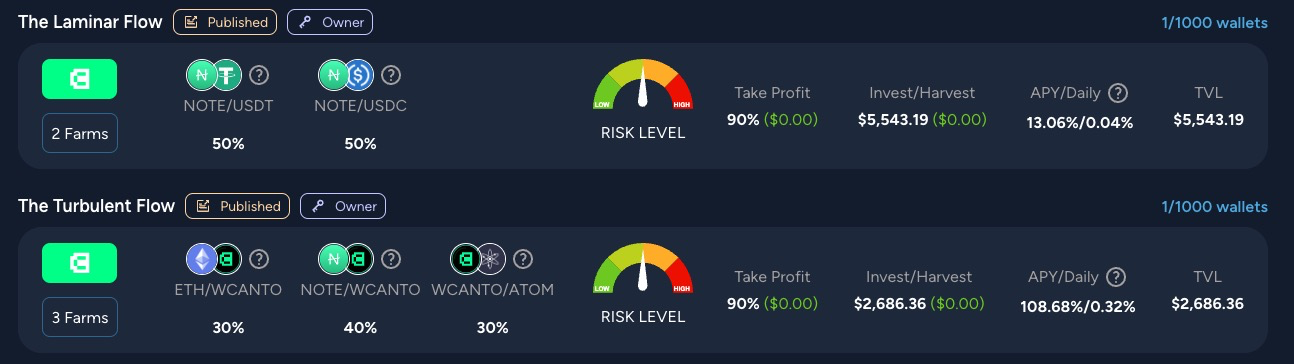 The Laminar Flow Published Owner 1/1000 wallets
NOTE/USDT NOTE/USDC
50% 50%
2 Farms
LOW HIGH
RISK LEVEL
Take Profit Invest/Harvest APY/Daily ? TVL
90% ($0.00) $5,543.19 ($0.00) 13.06%/0.04% $5,543.19
The Turbulent Flow Published Owner 1/1000 wallets
ETH/WCANTO NOTE/WCANTO WCANTO/ATOM
30% 40% 30%
3 Farms
LOW HIGH
RISK LEVEL
Take Profit Invest/Harvest APY/Daily ? TVL
90% ($0.00) $2,686.36 ($0.00) 108.68%/0.32% $2,686.36